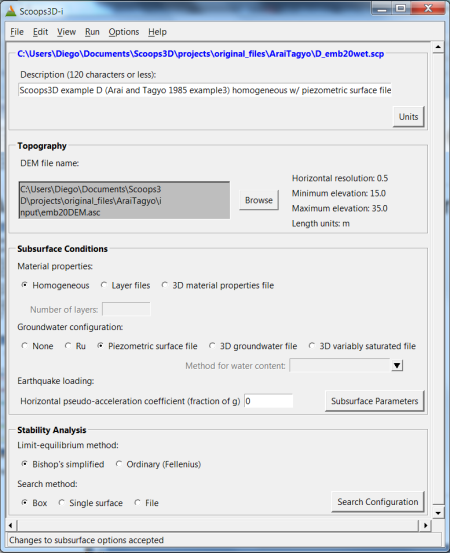 Scoops3D-i
File Edit View Run Options Help
C:\Users\Diego\Documents\Scoops3D\projects\original_files\AraiTagyo\D_emb20wet.scp
Description (120 characters or less):
Scoops3D example D (Arai and Tagyo 1985 example3) homogeneous w/ piezometric surface file
Units
Topography
DEM file name:
C:\Users\Diego\Documents\Scoops3
D\projects\original_files\AraiTagyo\i
nput\emb20DEM.asc
Browse
Horizontal resolution: 0.5
Minimum elevation: 15.0
Maximum elevation: 35.0
Length units: m
Subsurface Conditions
Material properties:
Homogeneous Layer files 3D material properties file
Number of layers:
Groundwater configuration:
None Ru Piezometric surface file 3D groundwater file 3D variably saturated file
Method for water content:
Earthquake loading:
Horizontal pseudo-acceleration coefficient (fraction of g) 0
Subsurface Parameters
Stability Analysis
Limit-equilibrium method:
Bishop's simplified Ordinary (Fellenius)
Search method:
Box Single surface File
Search Configuration
Changes to subsurface options accepted